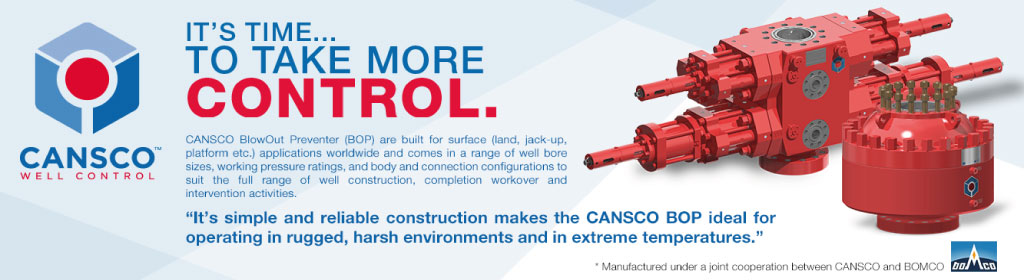 IT'S TIME...
TO TAKE MORE
CONTROL.
CANSCO™
WELL CONTROL
CANSCO BlowOut Preventer (BOP) are built for surface (land, jack-up,
platform etc.) applications worldwide and comes in a range of well bore
sizes, working pressure ratings, and body and connection configurations to
suit the full range of well construction, completion workover and
intervention activities.
“It's simple and reliable construction makes the CANSCO BOP ideal for
operating in rugged, harsh environments and in extreme temperatures.”
* Manufactured under a joint cooperation between CANSCO and BOMCO
BOMCO